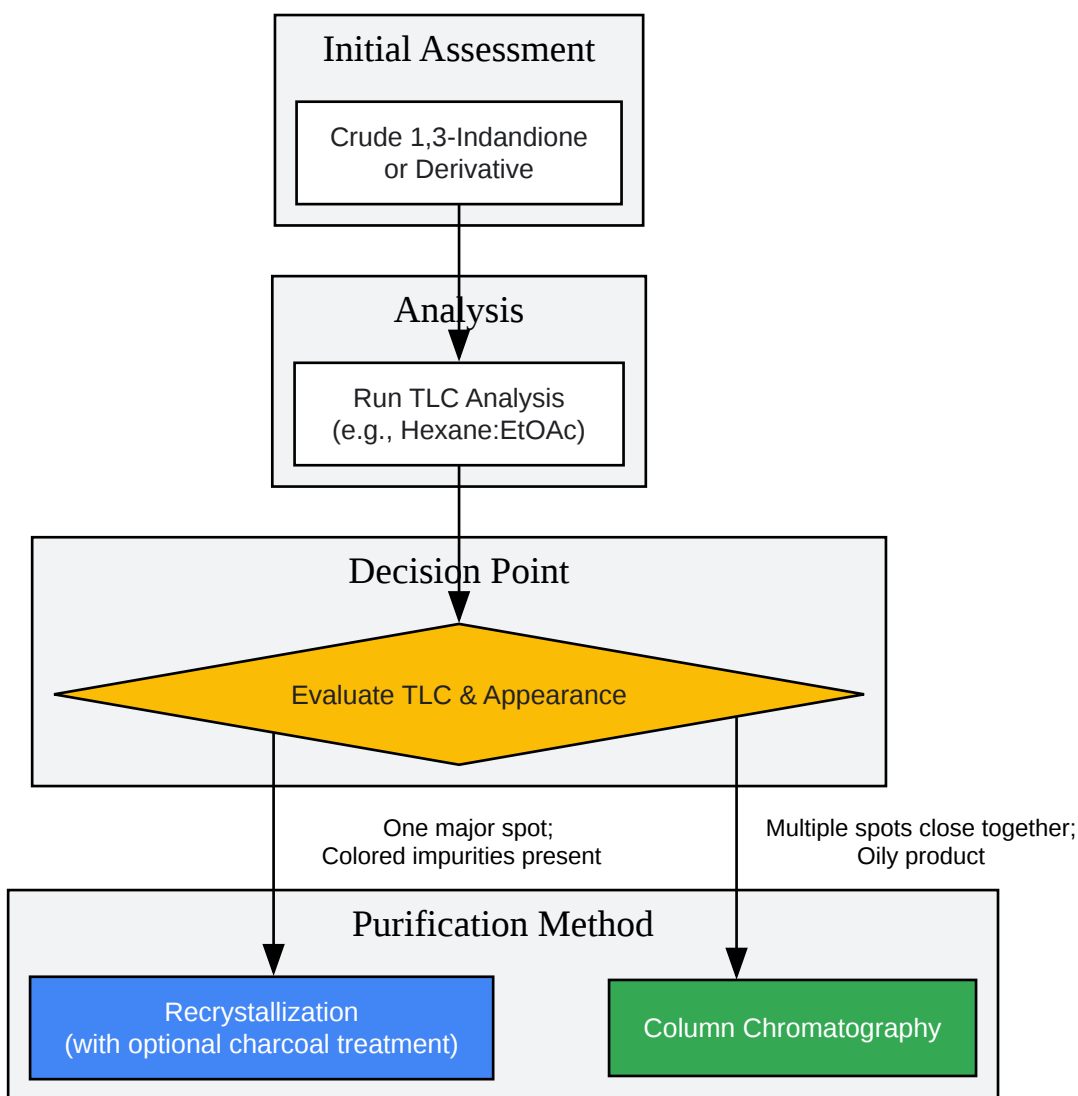 Initial Assessment
Crude 1,3-Indandione
or Derivative
Analysis
Run TLC Analysis
(e.g., Hexane:EtOAc)
Decision Point
Evaluate TLC & Appearance
One major spot;
Colored impurities present
Multiple spots close together;
Oily product
Purification Method
Recrystallization
(with optional charcoal treatment)
Column Chromatography